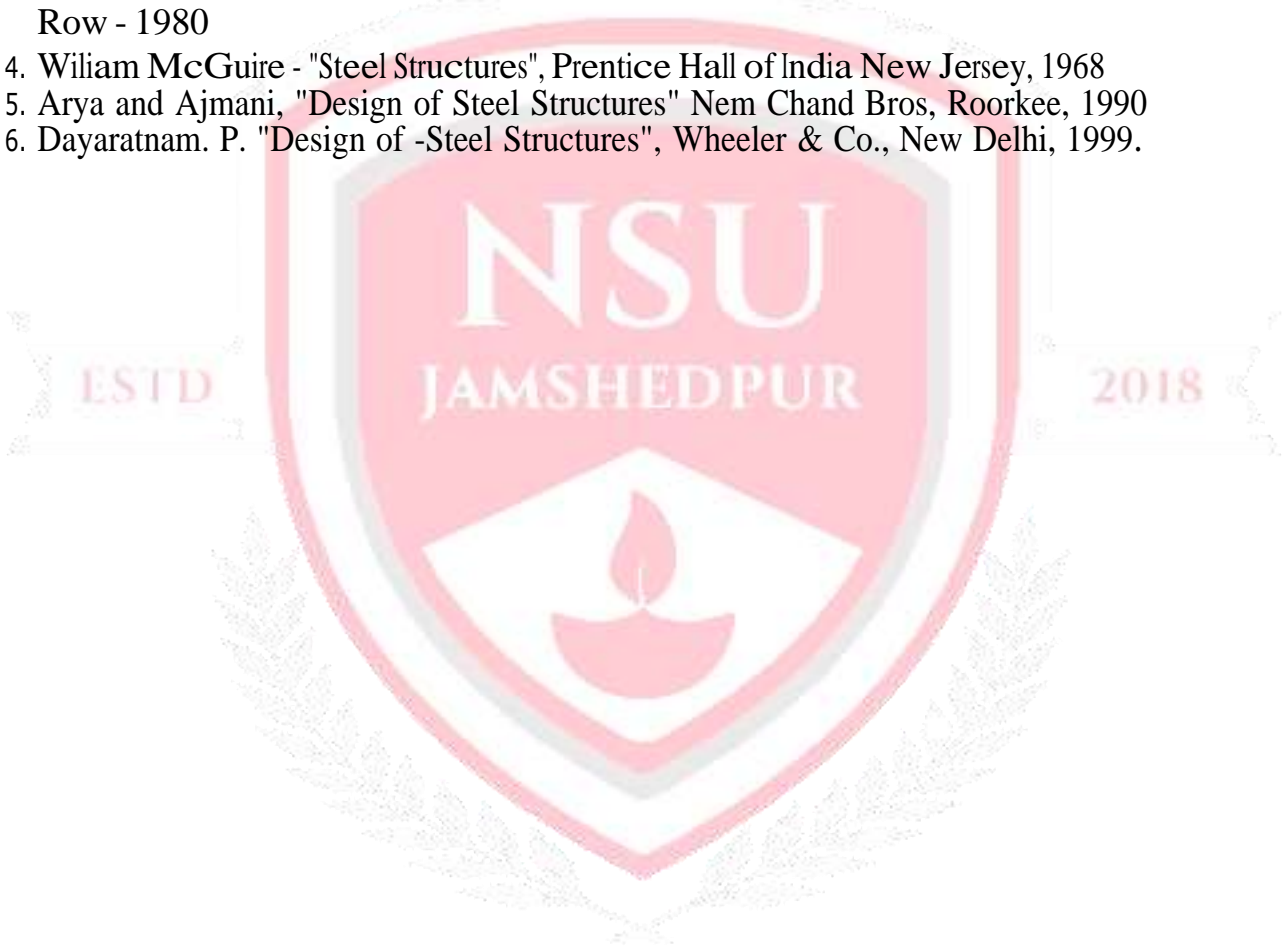 Row - 1980
4. Wiliam McGuire - "Steel Structures", Prentice Hall of India New Jersey, 1968
5. Arya and Ajmani, "Design of Steel Structures" Nem Chand Bros, Roorkee, 1990
6. Dayaratnam. P. "Design of -Steel Structures", Wheeler & Co., New Delhi, 1999.
NSU
ESTD JAMSHEDPUR 2018